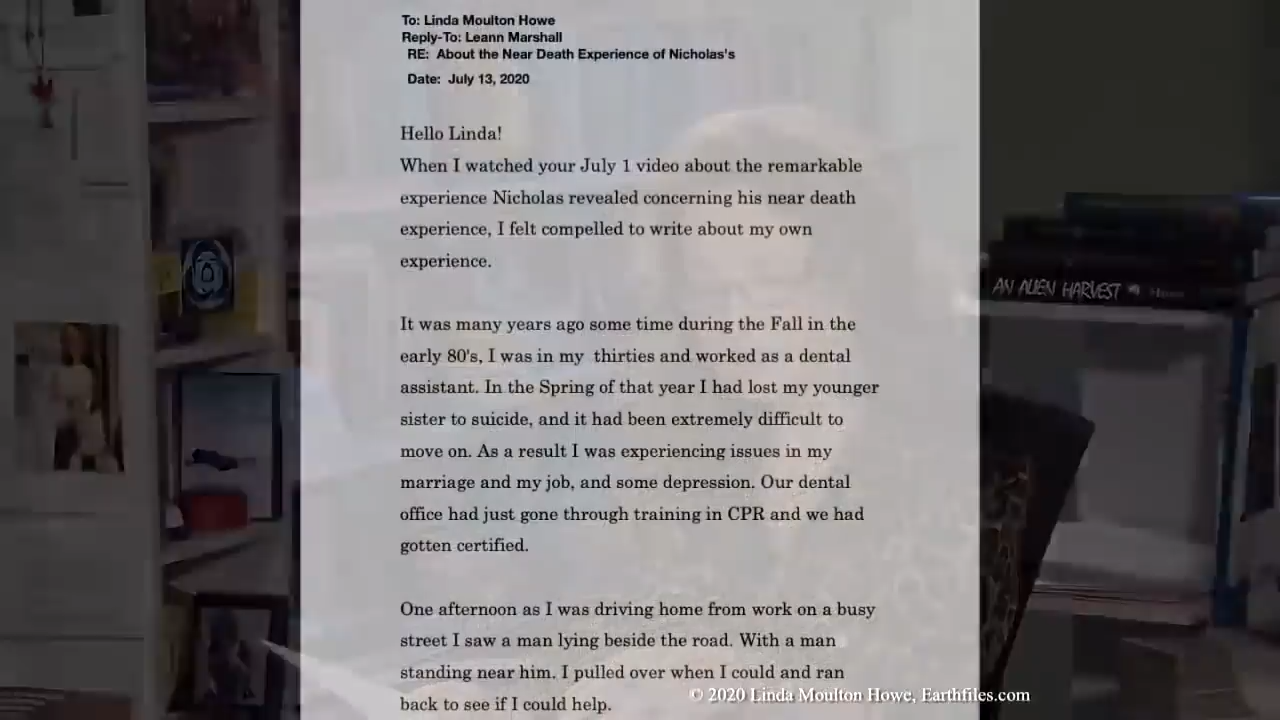 To: Linda Moulton Howe
Reply-To: Leann Marshall
RE: About the Near Death Experience of Nicholas's
Date: July 13, 2020
Hello Linda!
When I watched your July 1 video about the remarkable
experience Nicholas revealed concerning his near death
experience, I felt compelled to write about my own
experience.
It was many years ago some time during the Fall in the
early 80's, I was in my thirties and worked as a dental
assistant. In the Spring of that year I had lost my younger
sister to suicide, and it had been extremely difficult to
move on. As a result I was experiencing issues in my
marriage and my job, and some depression. Our dental
office had just gone through training in CPR and we had
gotten certified.
One afternoon as I was driving home from work on a busy
street I saw a man lying beside the road. With a man
standing near him. I pulled over when I could and ran
back to see if I could help.
AN ALIEN HARVEST
© 2020 Linda Moulton Howe, Earthfiles.com